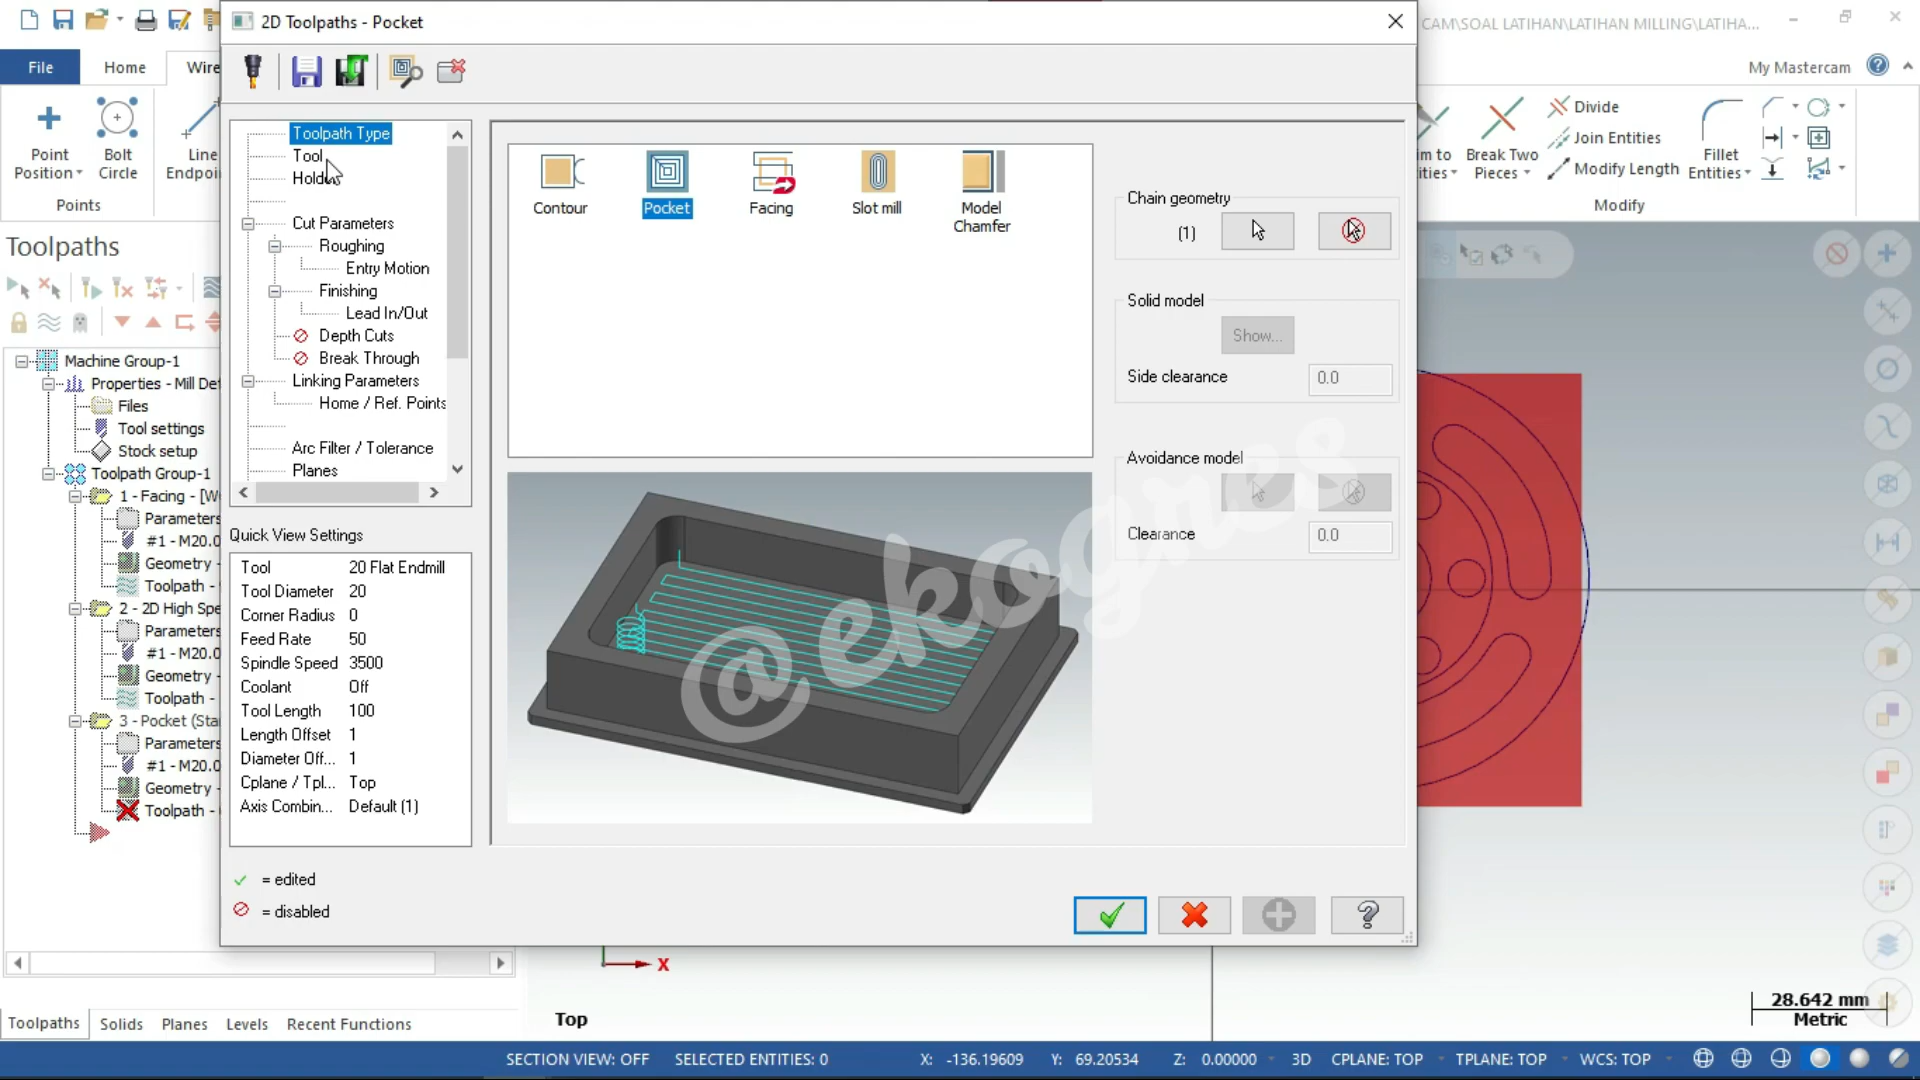 2D Toolpaths - Pocket
CAM\SOAL LATIHAN\LATIHAN MILLING\LATIHA...
File
Home
Wire
My Mastercam
Point
Position
Bolt
Circle
Line
Endpoi
Points
Divide
Join Entities
Modify Length
im to
ities
Break Two
Pieces
Fillet
Entities
Modify
Toolpaths
Machine Group-1
Properties - Mill De
Files
Tool settings
Stock setup
Toolpath Group-1
1 - Facing - [W
Parameters
#1 - M20.0
Geometry -
Toolpath -
2 - 2D High Spe
Parameters
#1 - M20.0
Geometry -
Toolpath -
3 - Pocket (Sta
Parameters
#1 - M20.0
Geometry -
Toolpath -
Toolpath Type
Tool
Holder
Cut Parameters
Roughing
Entry Motion
Finishing
Lead In/Out
Depth Cuts
Break Through
Linking Parameters
Home / Ref. Points
Arc Filter / Tolerance
Planes
Quick View Settings
Tool 20 Flat Endmill
Tool Diameter 20
Corner Radius 0
Feed Rate 50
Spindle Speed 3500
Coolant Off
Tool Length 100
Length Offset 1
Diameter Off... 1
Cplane / Tpl... Top
Axis Combin... Default (1)
= edited
= disabled
Contour
Pocket
Facing
Slot mill
Model
Chamfer
Chain geometry
(1)
Solid model
Show...
Side clearance 0.0
Avoidance model
Clearance 0.0
@ekogres
X
Top
28.642 mm
Metric
Toolpaths
Solids
Planes
Levels
Recent Functions
SECTION VIEW: OFF SELECTED ENTITIES: 0 X: -136.19609 Y: 69.20534 Z: 0.00000 3D CPLANE: TOP TPLANE: TOP WCS: TOP